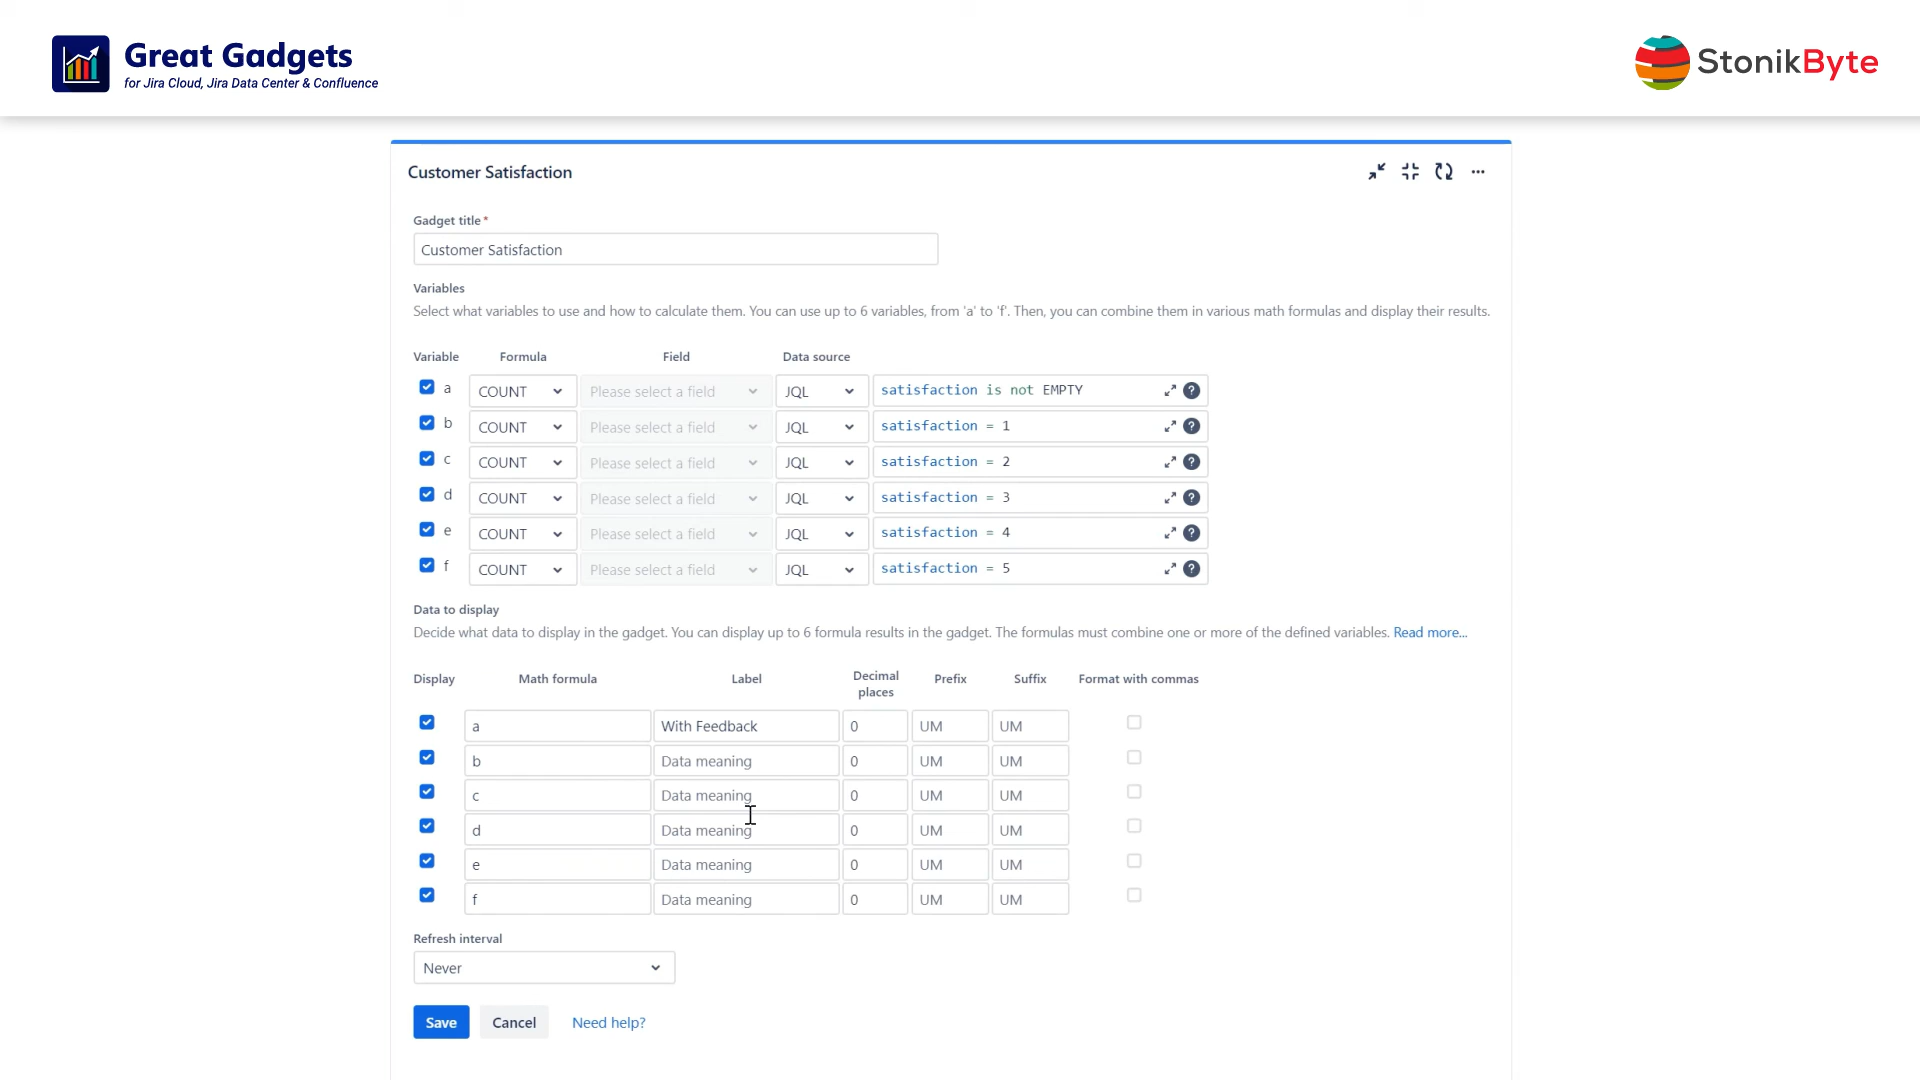 Great Gadgets
for Jira Cloud, Jira Data Center & Confluence
StonikByte
Customer Satisfaction
Gadget title *
Customer Satisfaction
Variables
Select what variables to use and how to calculate them. You can use up to 6 variables, from 'a' to 'f'. Then, you can combine them in various math formulas and display their results.
Variable Formula Field Data source
a COUNT Please select a field JQL satisfaction is not EMPTY ?
b COUNT Please select a field JQL satisfaction = 1 ?
c COUNT Please select a field JQL satisfaction = 2 ?
d COUNT Please select a field JQL satisfaction = 3 ?
e COUNT Please select a field JQL satisfaction = 4 ?
f COUNT Please select a field JQL satisfaction = 5 ?
Data to display
Decide what data to display in the gadget. You can display up to 6 formula results in the gadget. The formulas must combine one or more of the defined variables. Read more...
Display Math formula Label Decimal places Prefix Suffix Format with commas
a With Feedback 0 UM UM
b Data meaning 0 UM UM
c Data meaning 0 UM UM
d Data meaning 0 UM UM
e Data meaning 0 UM UM
f Data meaning 0 UM UM
Refresh interval
Never
Save Cancel Need help?